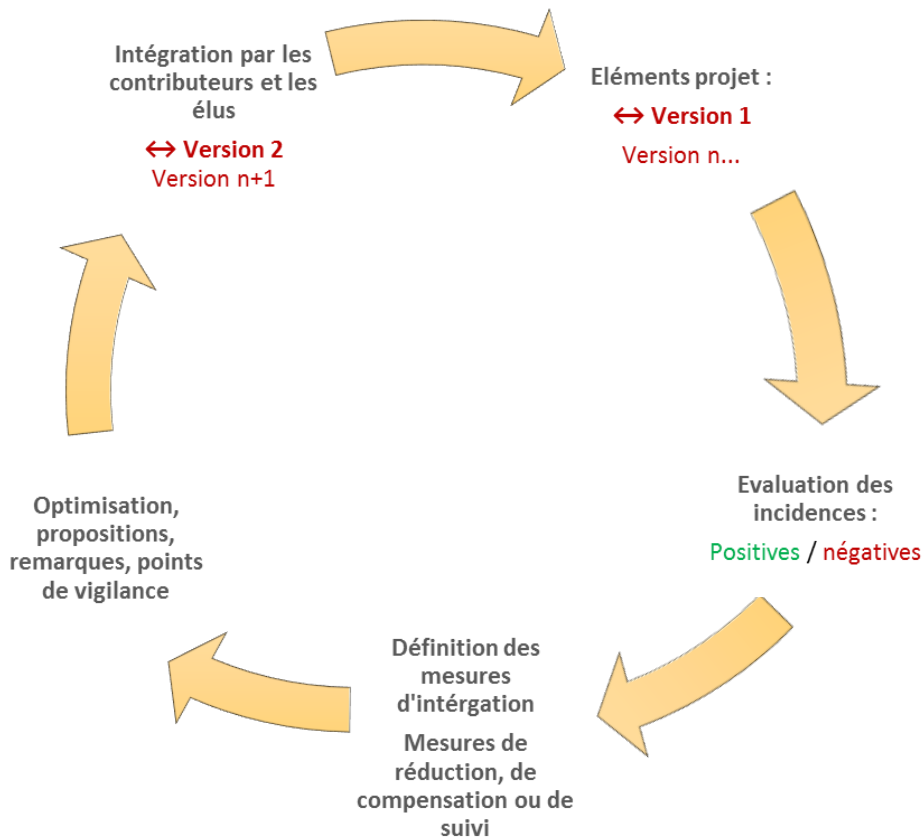 Intégration par les
contributeurs et les
élus
↔ Version 2
Version n+1
Eléments projet :
↔ Version 1
Version n...
Evaluation des
incidences :
Positives / négatives
Définition des
mesures
d'intérgation
Mesures de
réduction, de
compensation ou de
suivi
Optimisation,
propositions,
remarques, points
de vigilance